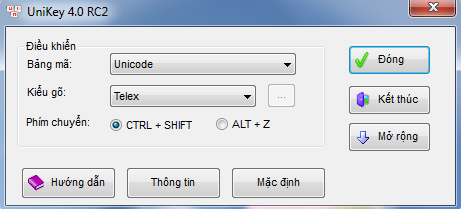 UniKey 4.0 RC2
Điều khiển
Bảng mã:
Unicode
Đóng
Kiểu gõ:
Telex
...
Kết thúc
Phím chuyển:
CTRL + SHIFT
ALT + Z
Mở rộng
Hướng dẫn
Thông tin
Mặc định